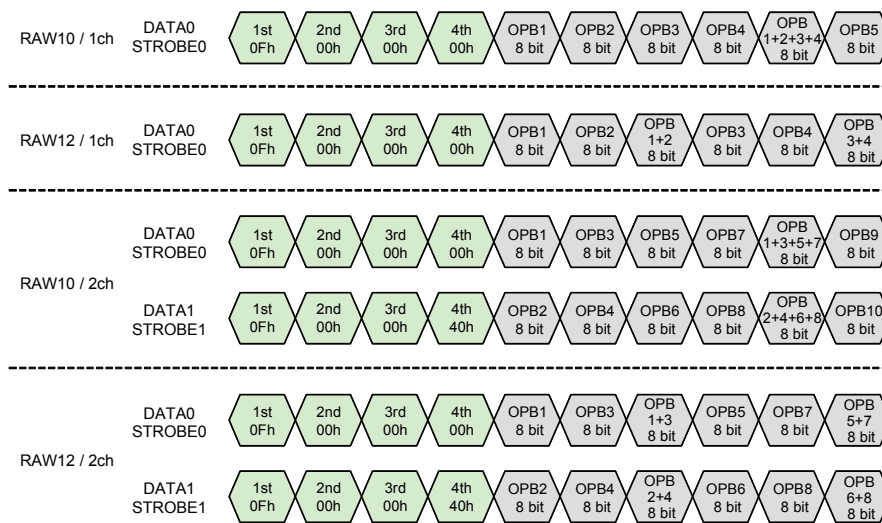 RAW10 / 1ch
DATA0
STROBE0
1st
0Fh
2nd
00h
3rd
00h
4th
00h
OPB1
8 bit
OPB2
8 bit
OPB3
8 bit
OPB4
8 bit
OPB
1+2+3+4
8 bit
OPB5
8 bit
RAW12 / 1ch
DATA0
STROBE0
1st
0Fh
2nd
00h
3rd
00h
4th
00h
OPB1
8 bit
OPB2
8 bit
OPB
1+2
8 bit
OPB3
8 bit
OPB4
8 bit
OPB
3+4
8 bit
RAW10 / 2ch
DATA0
STROBE0
1st
0Fh
2nd
00h
3rd
00h
4th
00h
OPB1
8 bit
OPB3
8 bit
OPB5
8 bit
OPB7
8 bit
OPB
1+3+5+7
8 bit
OPB9
8 bit
DATA1
STROBE1
1st
0Fh
2nd
00h
3rd
00h
4th
40h
OPB2
8 bit
OPB4
8 bit
OPB6
8 bit
OPB8
8 bit
OPB
2+4+6+8
8 bit
OPB10
8 bit
RAW12 / 2ch
DATA0
STROBE0
1st
0Fh
2nd
00h
3rd
00h
4th
00h
OPB1
8 bit
OPB3
8 bit
OPB
1+3
8 bit
OPB5
8 bit
OPB7
8 bit
OPB
5+7
8 bit
DATA1
STROBE1
1st
0Fh
2nd
00h
3rd
00h
4th
40h
OPB2
8 bit
OPB4
8 bit
OPB
2+4
8 bit
OPB6
8 bit
OPB8
8 bit
OPB
6+8
8 bit